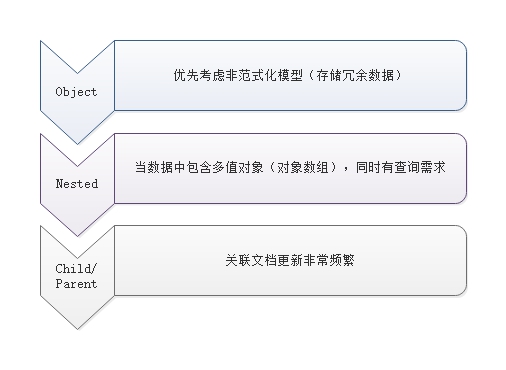 Object
优先考虑非范式化模型（存储冗余数据）
Nested
当数据中包含多值对象（对象数组），同时有查询需求
Child/
Parent
关联文档更新非常频繁